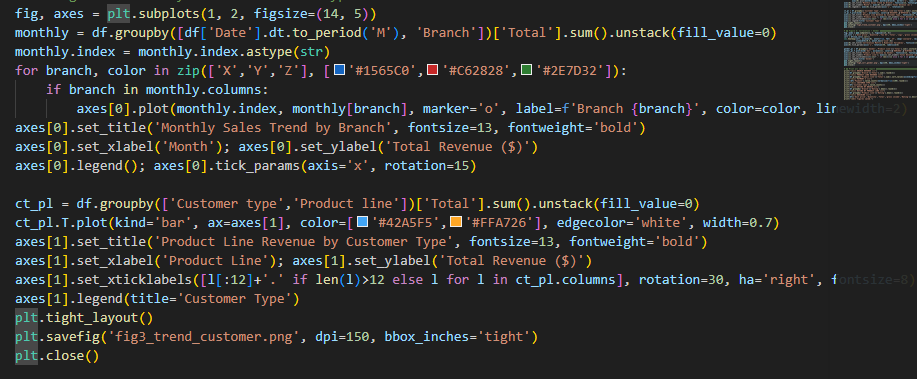 fig, axes = plt.subplots(1, 2, figsize=(14, 5))
monthly = df.groupby([df['Date'].dt.to_period('M'), 'Branch'])['Total'].sum().unstack(fill_value=0)
monthly.index = monthly.index.astype(str)
for branch, color in zip(['X','Y','Z'], ['#1565C0','#C62828','#2E7D32']):
    if branch in monthly.columns:
        axes[0].plot(monthly.index, monthly[branch], marker='o', label=f'Branch {branch}', color=color, linewidth=2)
axes[0].set_title('Monthly Sales Trend by Branch', fontsize=13, fontweight='bold')
axes[0].set_xlabel('Month'); axes[0].set_ylabel('Total Revenue ($)')
axes[0].legend(); axes[0].tick_params(axis='x', rotation=15)

ct_pl = df.groupby(['Customer type','Product line'])['Total'].sum().unstack(fill_value=0)
ct_pl.T.plot(kind='bar', ax=axes[1], color=['#42A5F5','#FFA726'], edgecolor='white', width=0.7)
axes[1].set_title('Product Line Revenue by Customer Type', fontsize=13, fontweight='bold')
axes[1].set_xlabel('Product Line'); axes[1].set_ylabel('Total Revenue ($)')
axes[1].set_xticklabels([l[:12]+'.' if len(l)>12 else l for l in ct_pl.columns], rotation=30, ha='right', fontsize=8)
axes[1].legend(title='Customer Type')
plt.tight_layout()
plt.savefig('fig3_trend_customer.png', dpi=150, bbox_inches='tight')
plt.close()